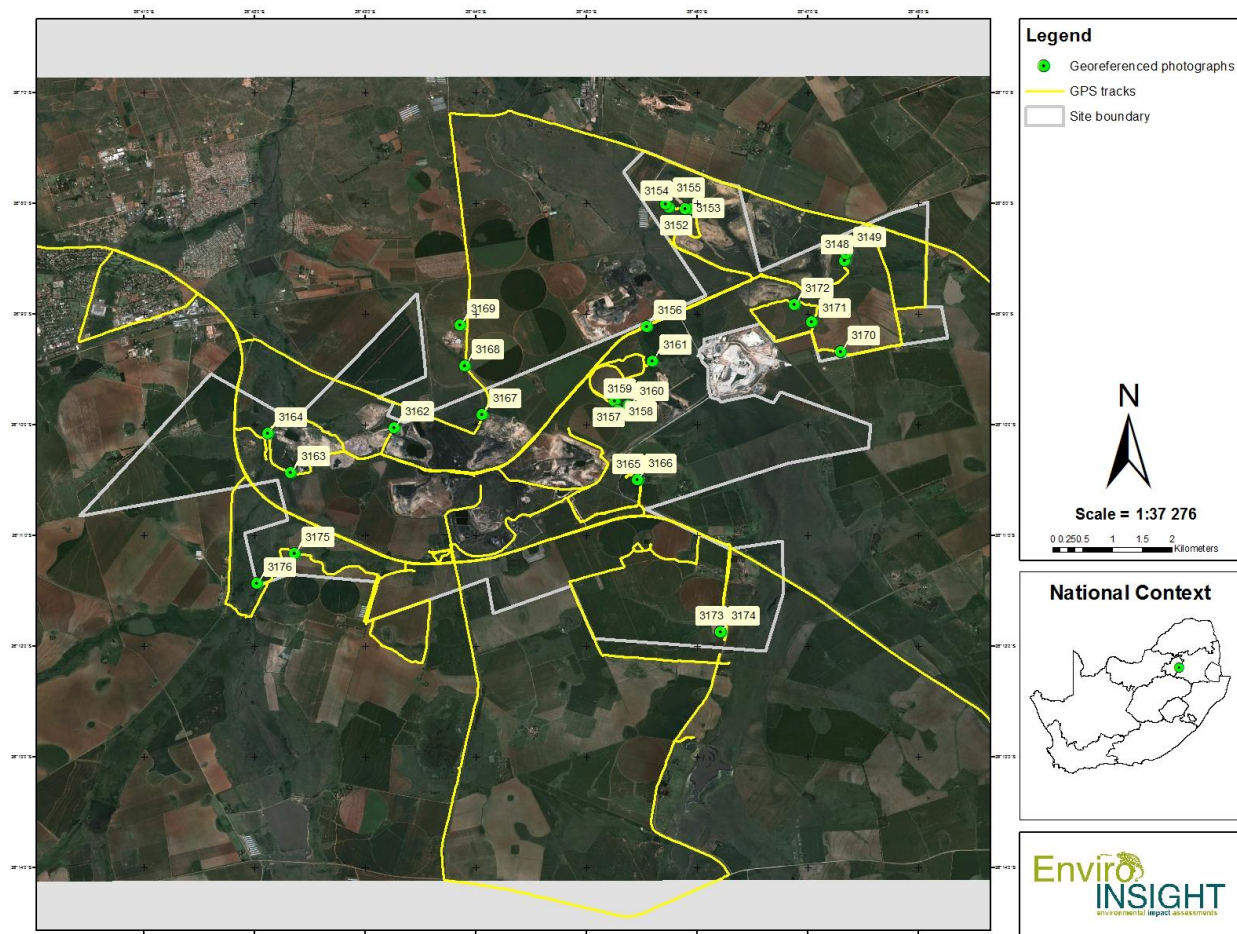 Legend
Georeferenced photographs
GPS tracks
Site boundary
3154
3155
3153
3152
3148
3149
3172
3171
3156
3169
3161
3170
3168
3159
3160
3157
3158
3167
3162
3164
3163
3165
3166
3175
3176
3173
3174
N
Scale = 1:37 276
0 0.25 0.5 1 1.5 2
Kilometers
National Context
Enviro
INSIGHT
environmental impact assessments